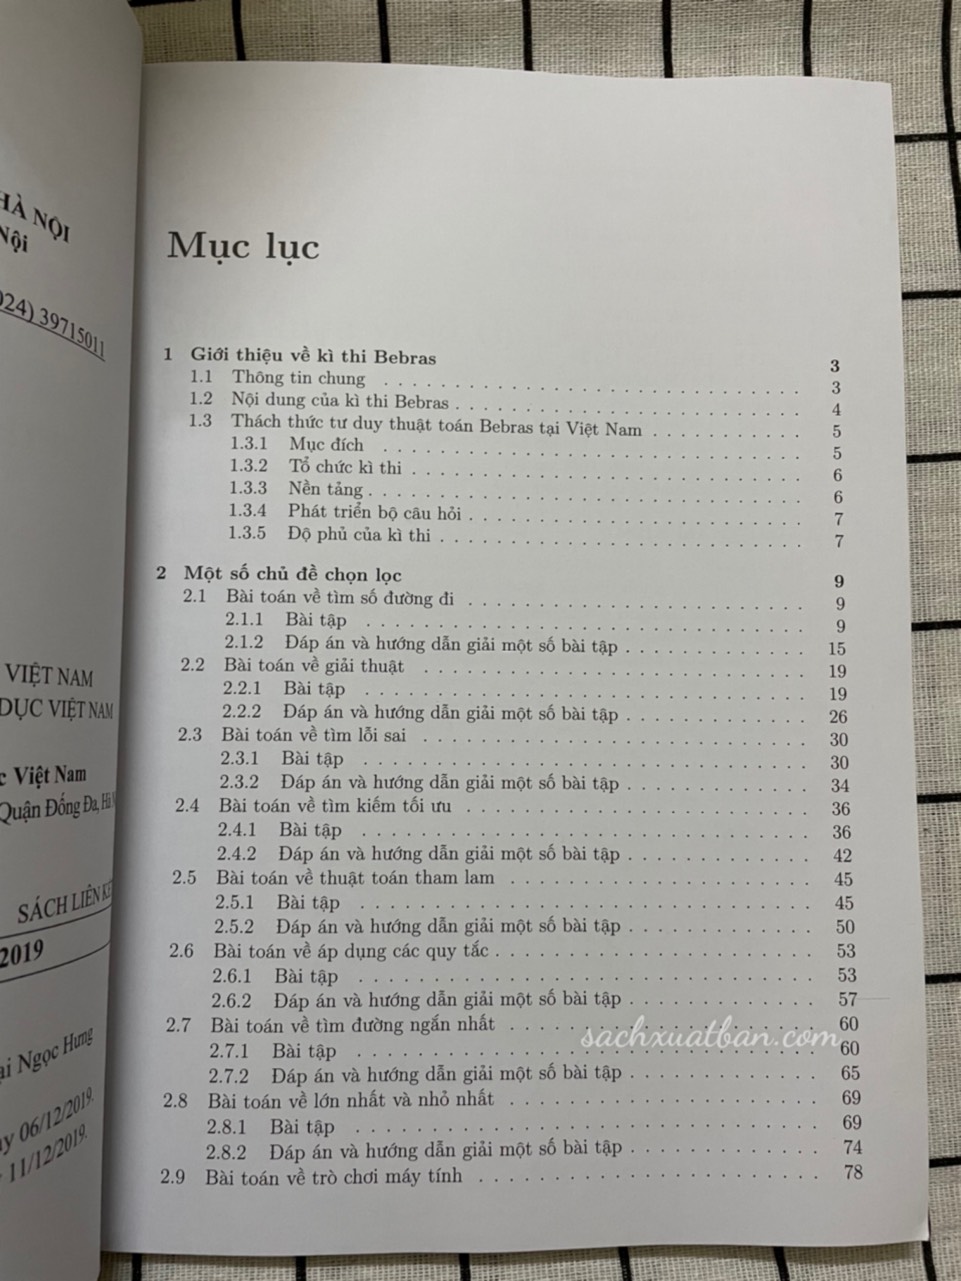 HÀ NỘI
Nội
024) 39715011
VIỆT NAM
DỤC VIỆT NAM
c Việt Nam
Quận Đống Đa, Hà
SÁCH LIÊN KẾ
2019
ại Ngọc Hưng
06/12/2019.
11/12/2019.
Mục lục
1 Giới thiệu về kì thi Bebras 3
1.1 Thông tin chung . . . . . . . . . . . . . . . . . . . . 3
1.2 Nội dung của kì thi Bebras . . . . . . . . . . . . . . . . . . . . 4
1.3 Thách thức tư duy thuật toán Bebras tại Việt Nam . . . . . . . . . . 5
1.3.1 Mục đích . . . . . . . . . . . . . . . . . . . . 5
1.3.2 Tổ chức kì thi . . . . . . . . . . . . . . . . . . . . 6
1.3.3 Nền tảng . . . . . . . . . . . . . . . . . . . . 6
1.3.4 Phát triển bộ câu hỏi . . . . . . . . . . . . . . . . . . . . 7
1.3.5 Độ phủ của kì thi . . . . . . . . . . . . . . . . . . . . 7
2 Một số chủ đề chọn lọc 9
2.1 Bài toán về tìm số đường đi . . . . . . . . . . . . . . . . . . . . 9
2.1.1 Bài tập . . . . . . . . . . . . . . . . . . . . 9
2.1.2 Đáp án và hướng dẫn giải một số bài tập . . . . . . . . . . . . . 15
2.2 Bài toán về giải thuật . . . . . . . . . . . . . . . . . . . . 19
2.2.1 Bài tập . . . . . . . . . . . . . . . . . . . . 19
2.2.2 Đáp án và hướng dẫn giải một số bài tập . . . . . . . . . . . . . 26
2.3 Bài toán về tìm lỗi sai . . . . . . . . . . . . . . . . . . . . 30
2.3.1 Bài tập . . . . . . . . . . . . . . . . . . . . 30
2.3.2 Đáp án và hướng dẫn giải một số bài tập . . . . . . . . . . . . . 34
2.4 Bài toán về tìm kiếm tối ưu . . . . . . . . . . . . . . . . . . . . 36
2.4.1 Bài tập . . . . . . . . . . . . . . . . . . . . 36
2.4.2 Đáp án và hướng dẫn giải một số bài tập . . . . . . . . . . . . . 42
2.5 Bài toán về thuật toán tham lam . . . . . . . . . . . . . . . . . . . . 45
2.5.1 Bài tập . . . . . . . . . . . . . . . . . . . . 45
2.5.2 Đáp án và hướng dẫn giải một số bài tập . . . . . . . . . . . . . 50
2.6 Bài toán về áp dụng các quy tắc . . . . . . . . . . . . . . . . . . . . 53
2.6.1 Bài tập . . . . . . . . . . . . . . . . . . . . 53
2.6.2 Đáp án và hướng dẫn giải một số bài tập . . . . . . . . . . . . . 57
2.7 Bài toán về tìm đường ngắn nhất . . . . . . . . . . . . . . . . . . . . 60
sachxuatban.com
2.7.1 Bài tập . . . . . . . . . . . . . . . . . . . . 60
2.7.2 Đáp án và hướng dẫn giải một số bài tập . . . . . . . . . . . . . 65
2.8 Bài toán về lớn nhất và nhỏ nhất . . . . . . . . . . . . . . . . . . . . 69
2.8.1 Bài tập . . . . . . . . . . . . . . . . . . . . 69
2.8.2 Đáp án và hướng dẫn giải một số bài tập . . . . . . . . . . . . . 74
2.9 Bài toán về trò chơi máy tính . . . . . . . . . . . . . . . . . . . . 78